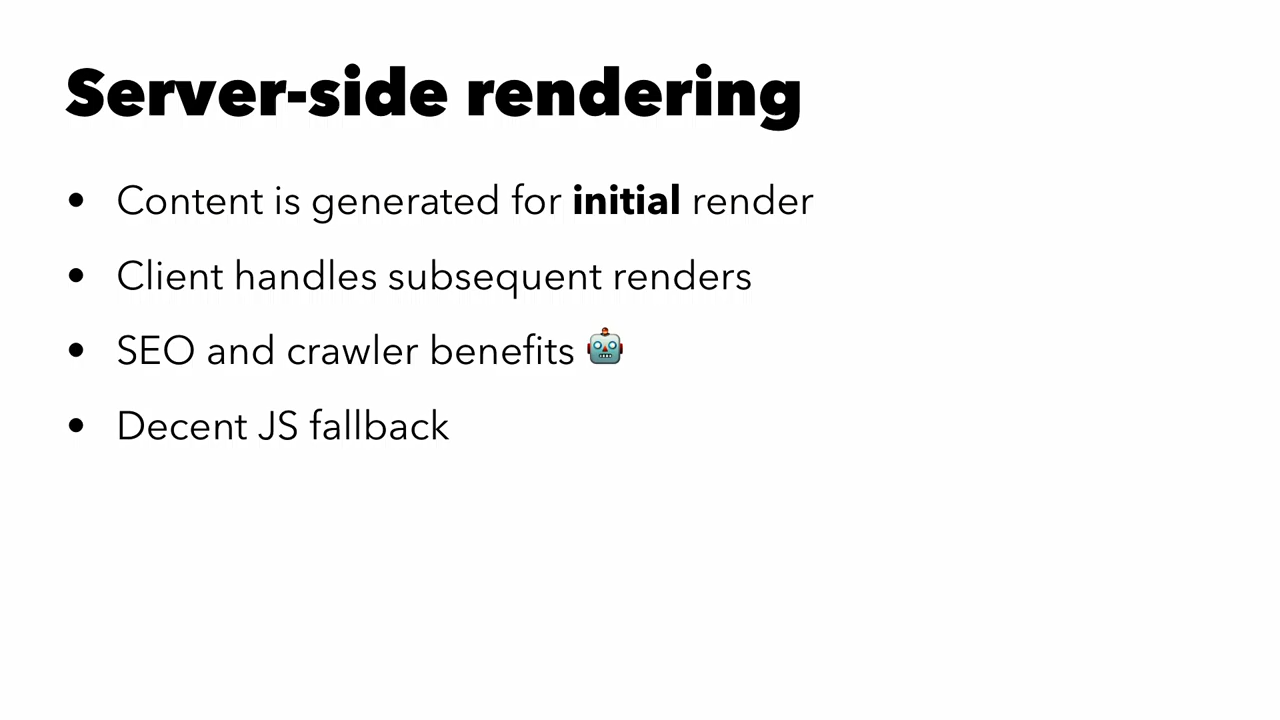 Server-side rendering
• Content is generated for initial render
• Client handles subsequent renders
• SEO and crawler benefits 🤖
• Decent JS fallback